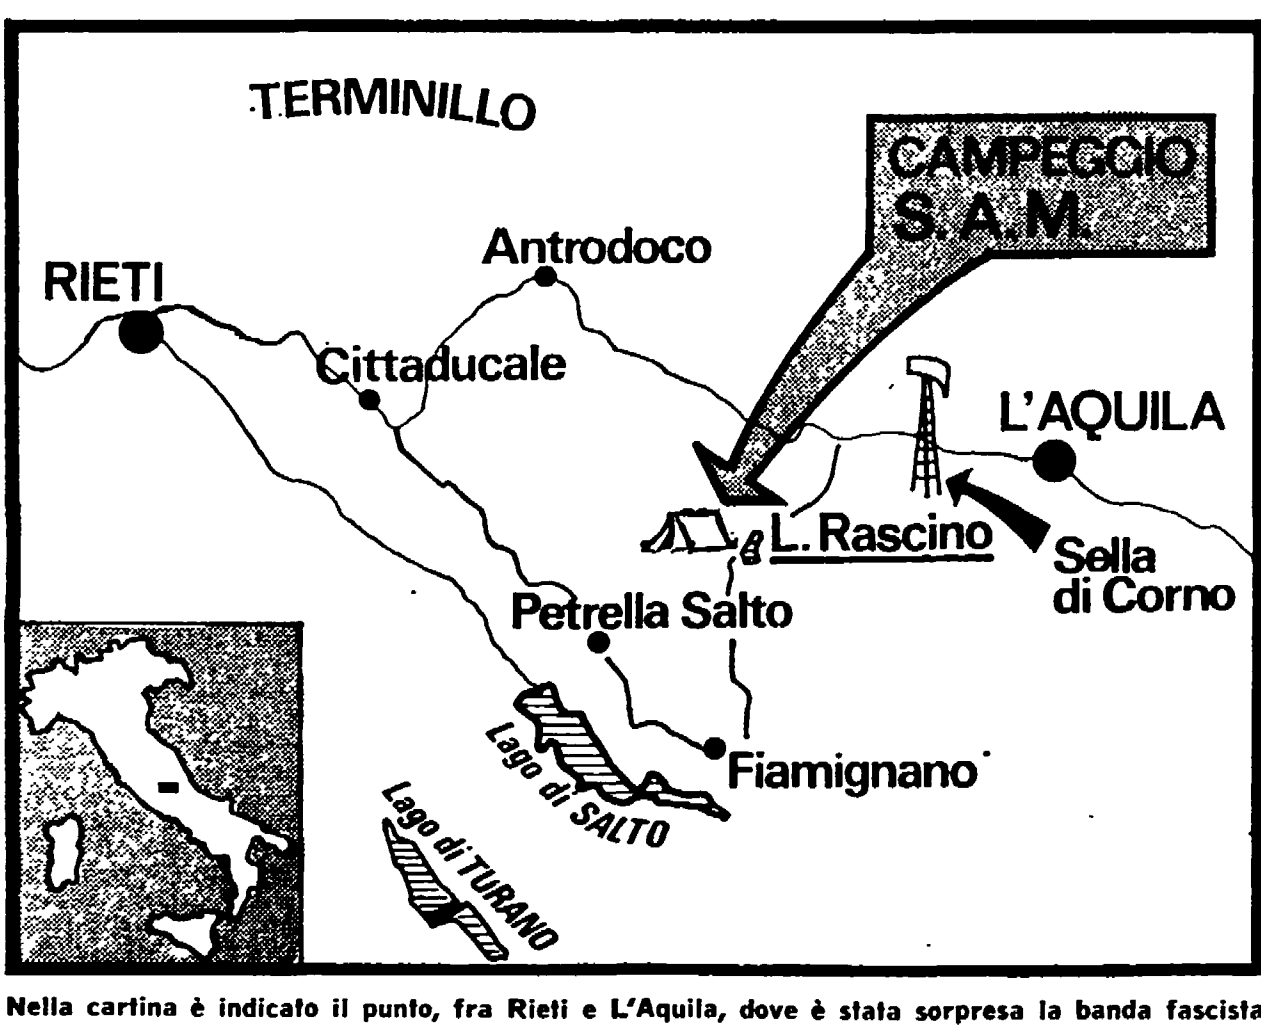 TERMINILLO
CAMPEGGIO
S.A.M.
Antrodoco
RIETI
Cittaducale
L'AQUILA
L. Rascino
Sella
di Corno
Petrella Salto
Fiamignano
Lago di SALTO
Lago di TURANO
Nella cartina è indicato il punto, fra Rieti e L'Aquila, dove è stata sorpresa la banda fascista